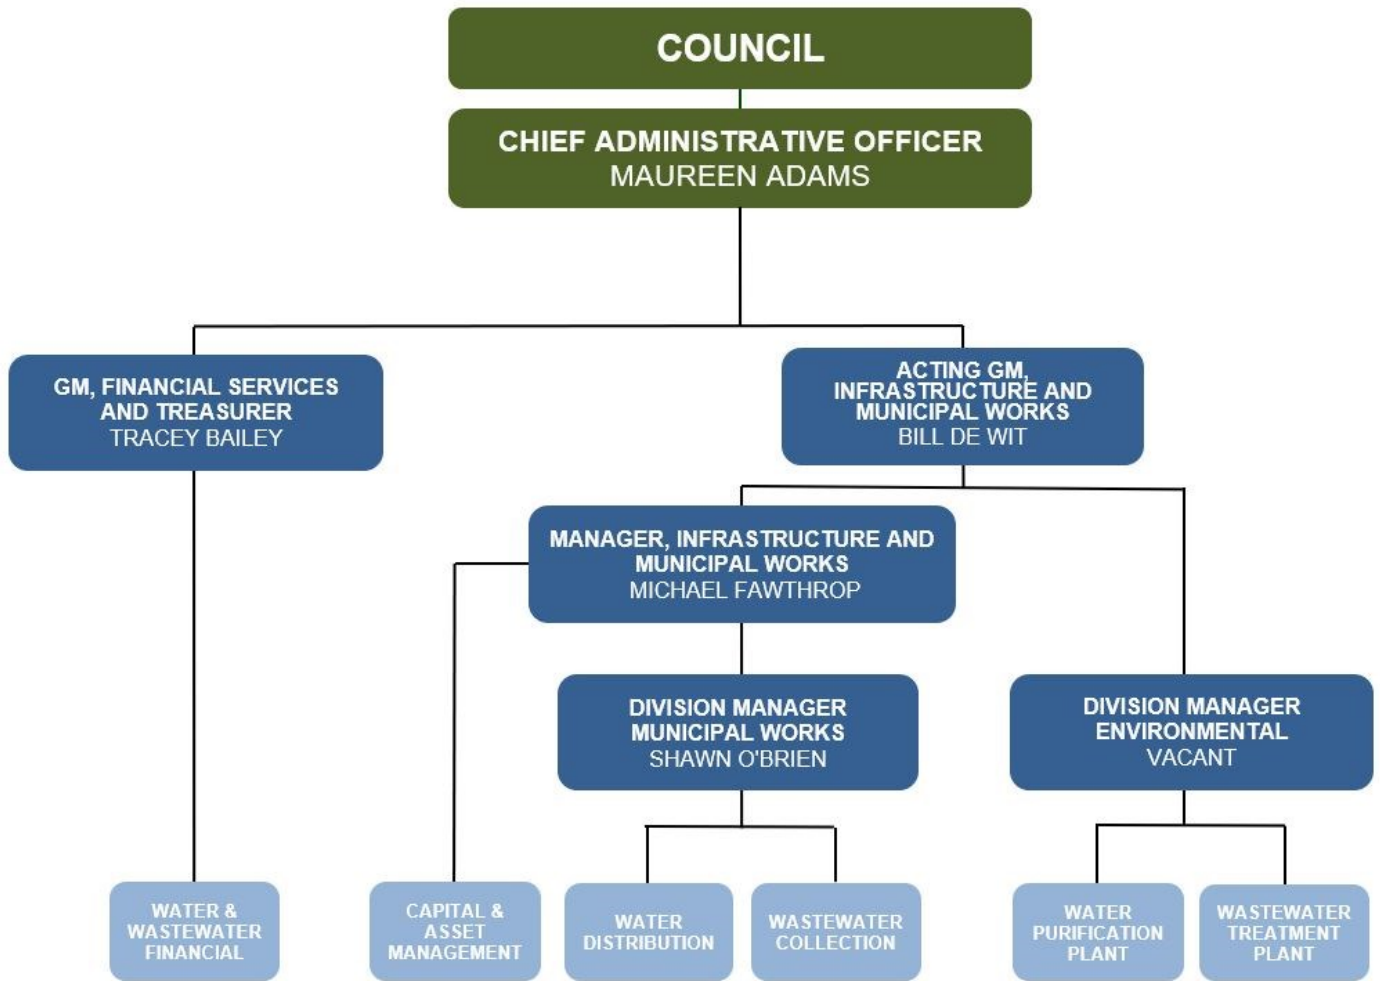 COUNCIL
CHIEF ADMINISTRATIVE OFFICER
MAUREEN ADAMS
GM, FINANCIAL SERVICES
AND TREASURER
TRACEY BAILEY
ACTING GM,
INFRASTRUCTURE AND
MUNICIPAL WORKS
BILL DE WIT
MANAGER, INFRASTRUCTURE AND
MUNICIPAL WORKS
MICHAEL FAWTHROP
DIVISION MANAGER
MUNICIPAL WORKS
SHAWN O'BRIEN
DIVISION MANAGER
ENVIRONMENTAL
VACANT
WATER &
WASTEWATER
FINANCIAL
CAPITAL &
ASSET
MANAGEMENT
WATER
DISTRIBUTION
WASTEWATER
COLLECTION
WATER
PURIFICATION
PLANT
WASTEWATER
TREATMENT
PLANT